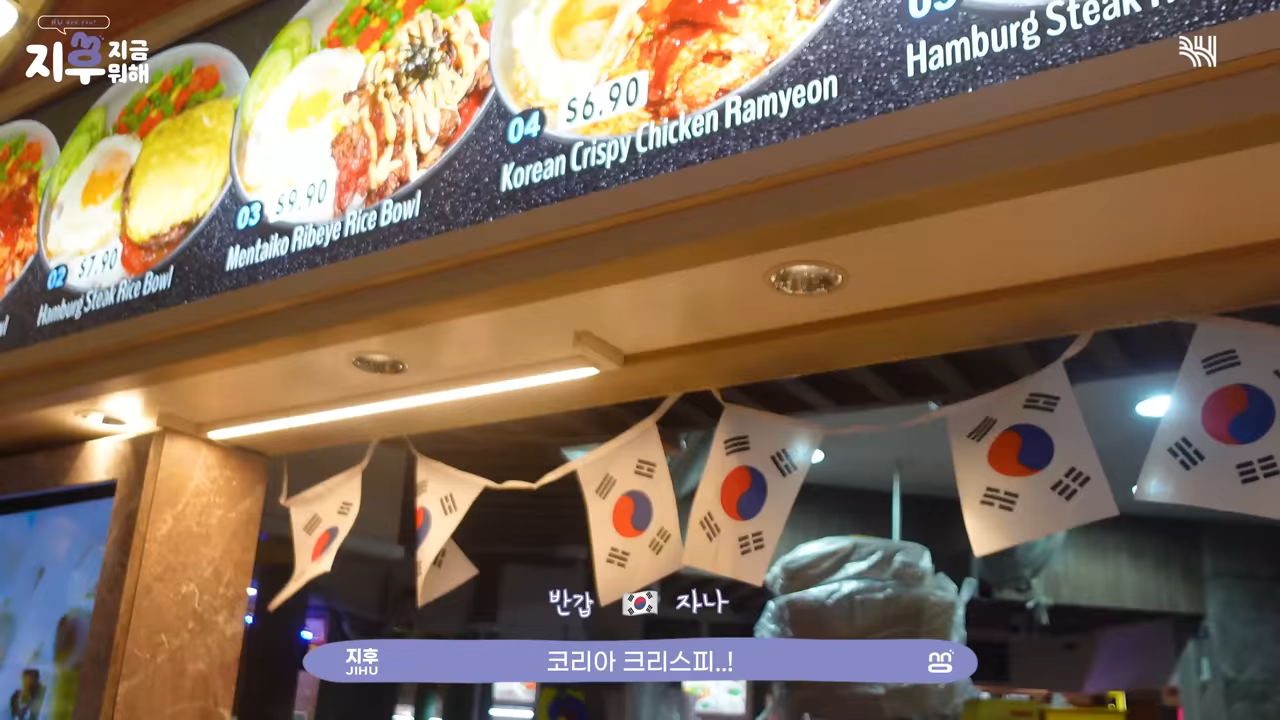 지후 지금
뭐해
05
Hamburg Steak
04 $6.90
Korean Crispy Chicken Ramyeon
03 $9.90
Mentaiko Ribeye Rice Bowl
02 $7.90
Hamburg Steak Rice Bowl
반갑 자나
지후
JIHU
코리아 크리스피..!